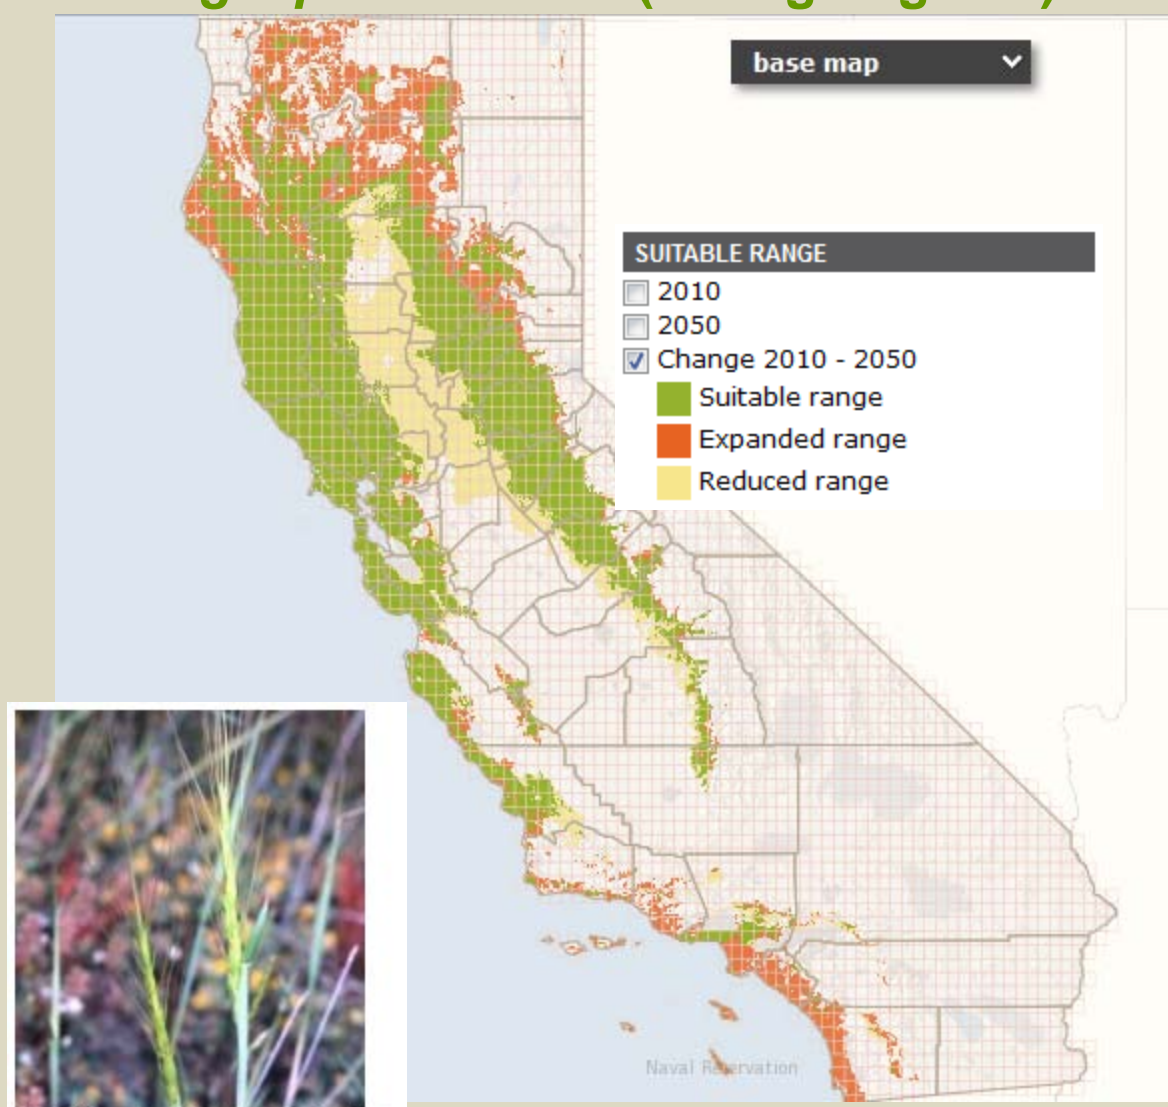 base map
SUITABLE RANGE
2010
2050
Change 2010 - 2050
Suitable range
Expanded range
Reduced range
Naval Reservation